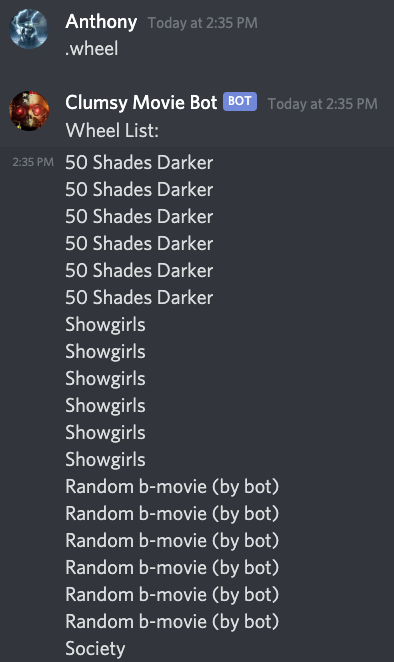 Anthony Today at 2:35 PM
.wheel
Clumsy Movie Bot BOT Today at 2:35 PM
Wheel List:
2:35 PM 50 Shades Darker
50 Shades Darker
50 Shades Darker
50 Shades Darker
50 Shades Darker
50 Shades Darker
Showgirls
Showgirls
Showgirls
Showgirls
Showgirls
Showgirls
Random b-movie (by bot)
Random b-movie (by bot)
Random b-movie (by bot)
Random b-movie (by bot)
Random b-movie (by bot)
Random b-movie (by bot)
Society